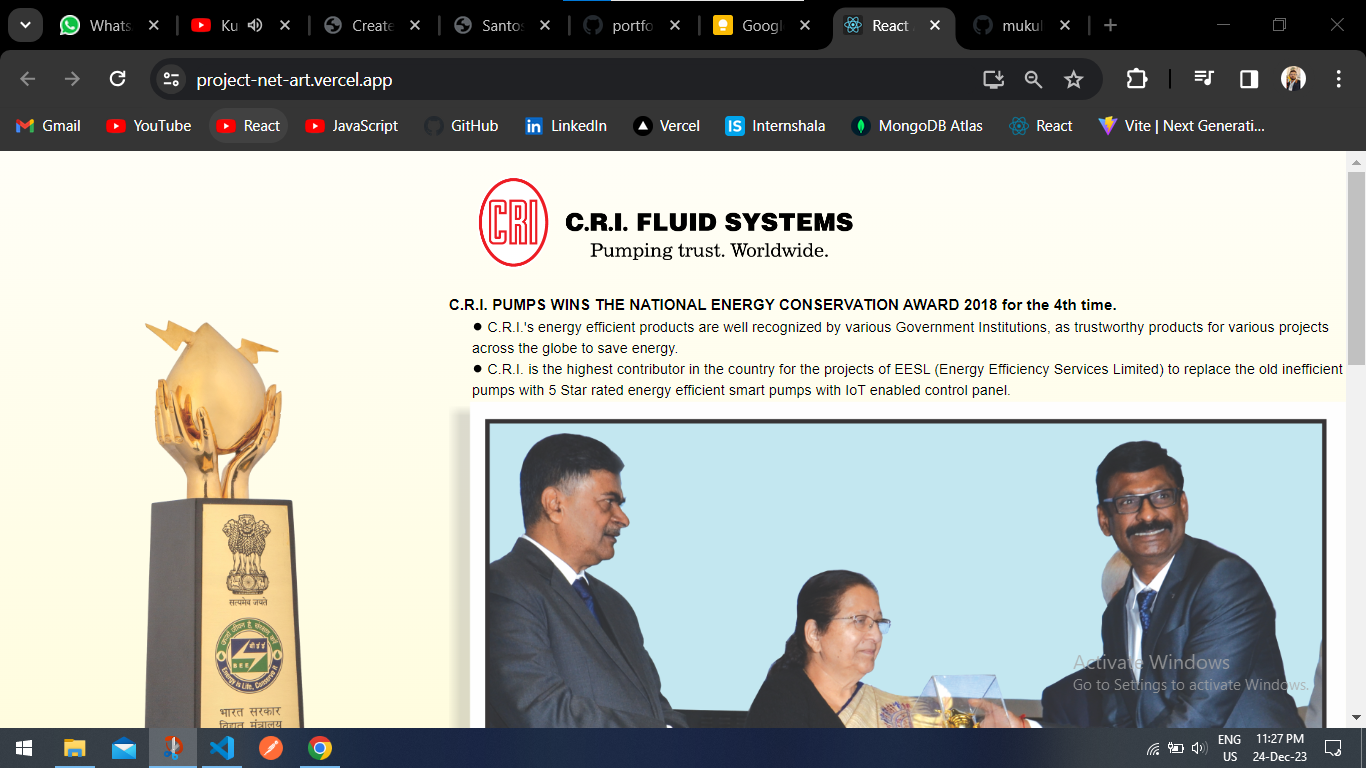 Whats
Ku
Create
Santos
portfo
Googl
React
mukul
project-net-art.vercel.app
Gmail
YouTube
React
JavaScript
GitHub
LinkedIn
Vercel
IS
Internshala
MongoDB Atlas
React
Vite | Next Generati...
CRI
C.R.I. FLUID SYSTEMS
Pumping trust. Worldwide.
C.R.I. PUMPS WINS THE NATIONAL ENERGY CONSERVATION AWARD 2018 for the 4th time.
● C.R.I.'s energy efficient products are well recognized by various Government Institutions, as trustworthy products for various projects
across the globe to save energy.
● C.R.I. is the highest contributor in the country for the projects of EESL (Energy Efficiency Services Limited) to replace the old inefficient
pumps with 5 Star rated energy efficient smart pumps with IoT enabled control panel.
सत्यमेव जयते
BEE
Energy is Life, Conserve it
भारत सरकार
विद्युत मंत्रालय
Activate Windows
Go to Settings to activate Windows.
ENG
US
11:27 PM
24-Dec-23